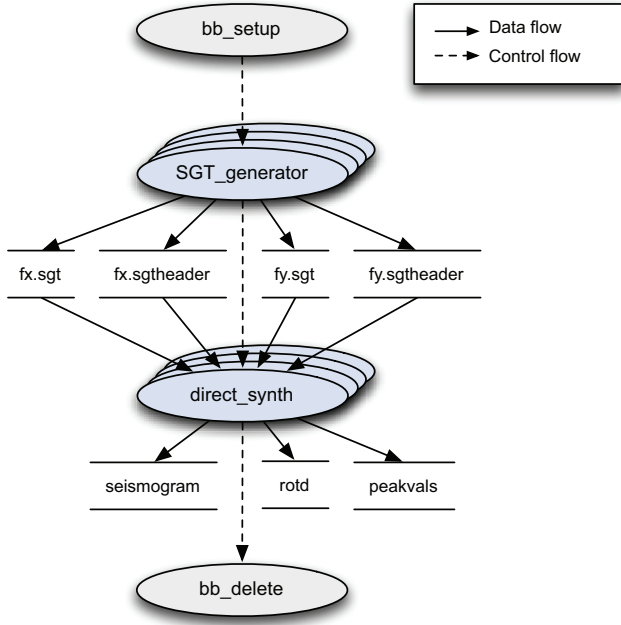 bb_setup
Data flow
Control flow
SGT_generator
fx.sgt
fx.sgtheader
fy.sgt
fy.sgtheader
direct_synth
seismogram
rotd
peakvals
bb_delete